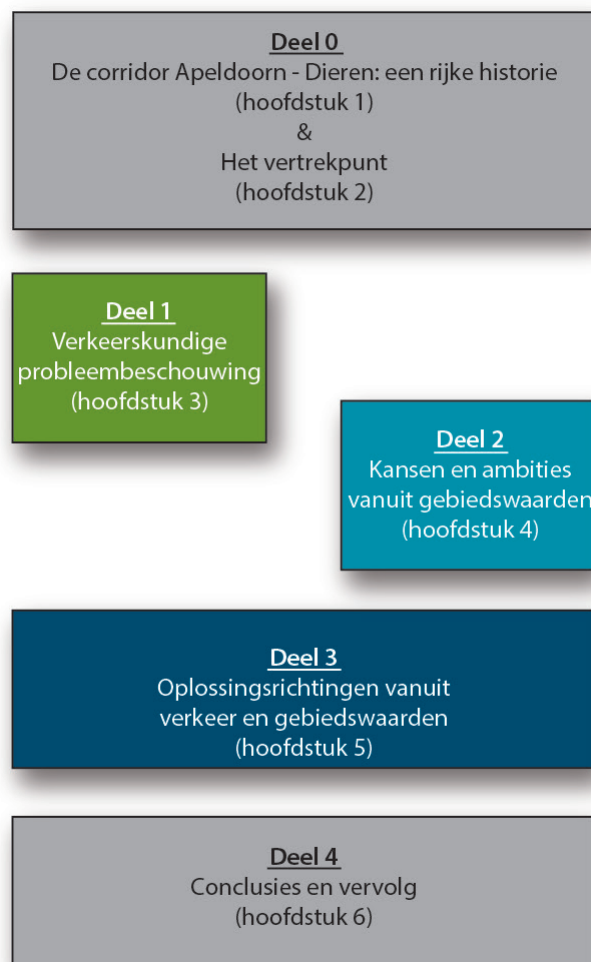 Deel 0
De corridor Apeldoorn - Dieren: een rijke historie
(hoofdstuk 1)
&
Het vertrekpunt
(hoofdstuk 2)
Deel 1
Verkeerskundige
probleembeschouwing
(hoofdstuk 3)
Deel 2
Kansen en ambities
vanuit gebiedswaarden
(hoofdstuk 4)
Deel 3
Oplossingsrichtingen vanuit
verkeer en gebiedswaarden
(hoofdstuk 5)
Deel 4
Conclusies en vervolg
(hoofdstuk 6)